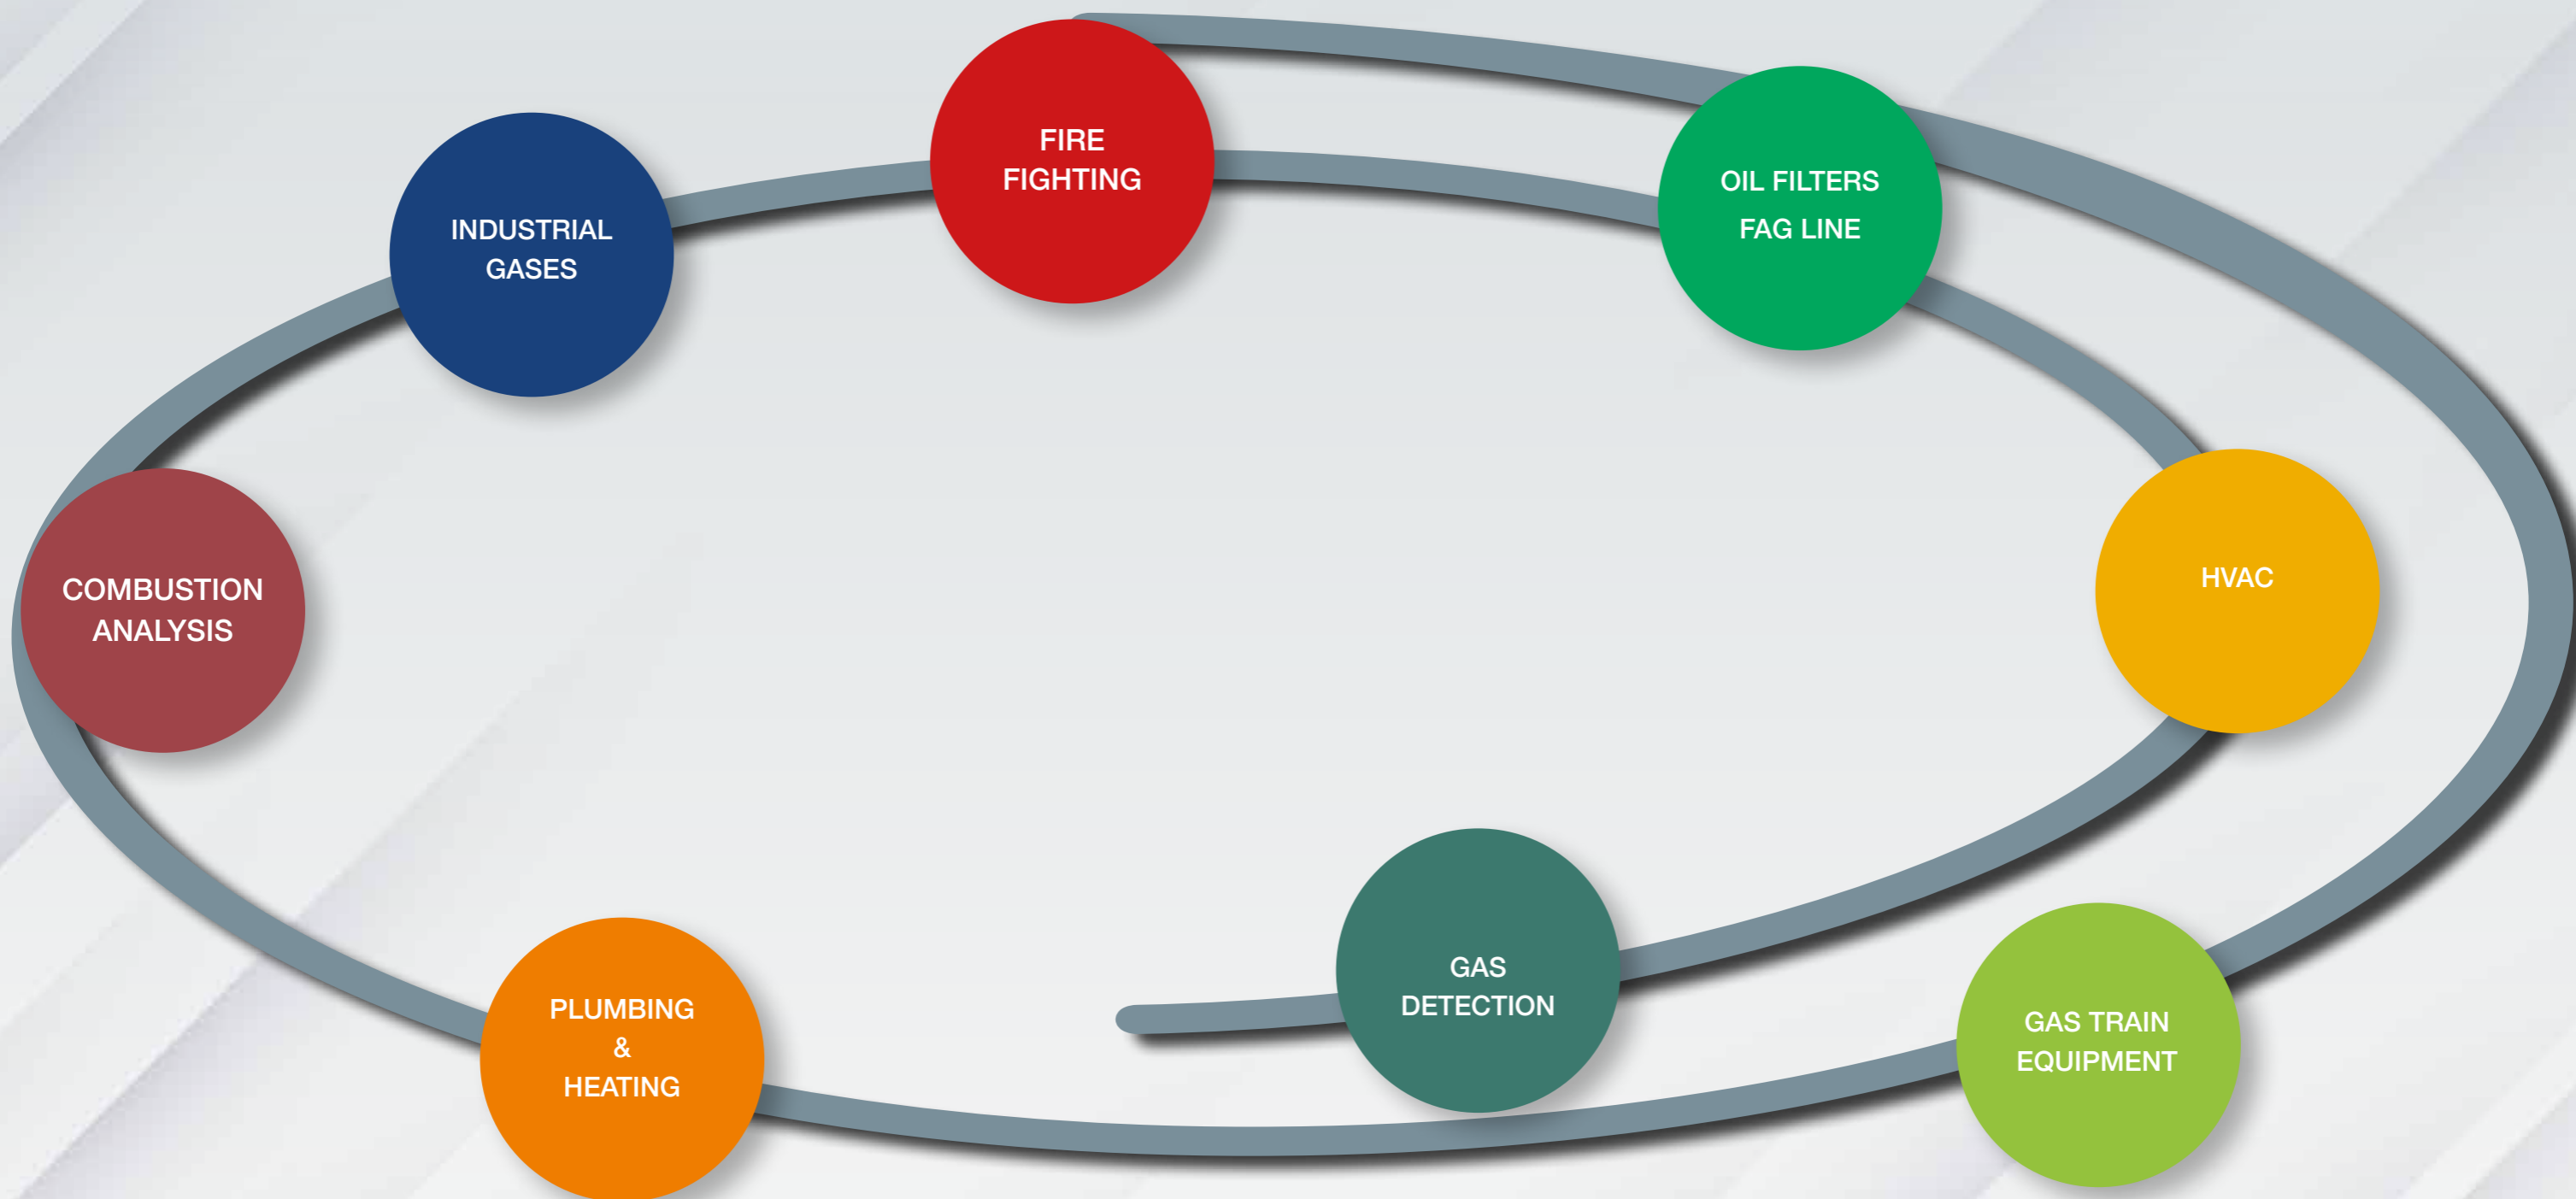 FIRE
FIGHTING
OIL FILTERS
FAG LINE
INDUSTRIAL
GASES
HVAC
COMBUSTION
ANALYSIS
GAS
DETECTION
PLUMBING
&
HEATING
GAS TRAIN
EQUIPMENT